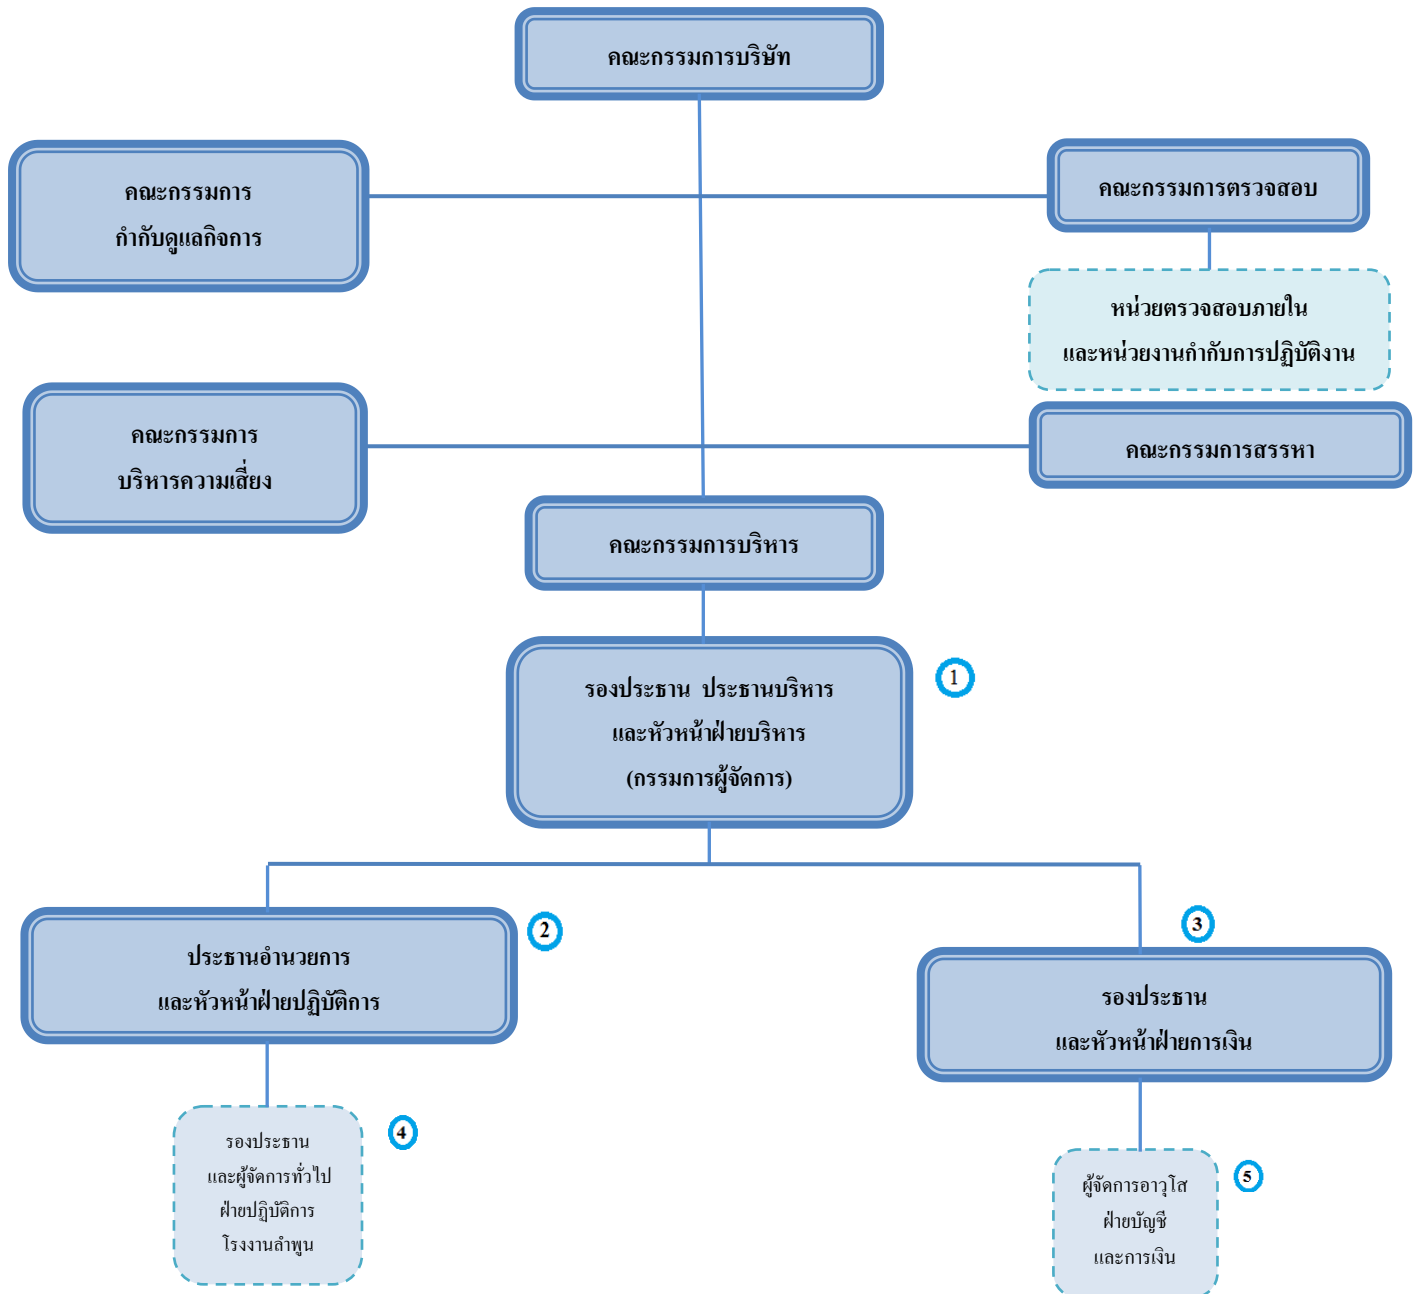 คณะกรรมการบริษัท
คณะกรรมการ
กำกับดูแลกิจการ
คณะกรรมการตรวจสอบ
หน่วยตรวจสอบภายใน
และหน่วยงานกำกับการปฏิบัติงาน
คณะกรรมการ
บริหารความเสี่ยง
คณะกรรมการสรรหา
คณะกรรมการบริหาร
รองประธาน ประธานบริหาร
และหัวหน้าฝ่ายบริหาร
(กรรมการผู้จัดการ)
1
ประธานอำนวยการ
และหัวหน้าฝ่ายปฏิบัติการ
2
3
รองประธาน
และหัวหน้าฝ่ายการเงิน
รองประธาน
และผู้จัดการทั่วไป
ฝ่ายปฏิบัติการ
โรงงานลำพูน
4
ผู้จัดการอาวุโส
ฝ่ายบัญชี
และการเงิน
5